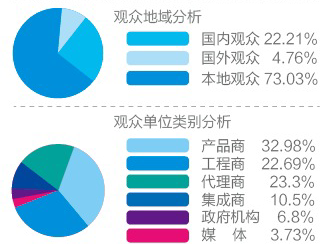 观众地域分析
国内观众 22.21%
国外观众 4.76%
本地观众 73.03%
观众单位类别分析
产品商 32.98%
工程商 22.69%
代理商 23.3%
集成商 10.5%
政府机构 6.8%
媒 体 3.73%